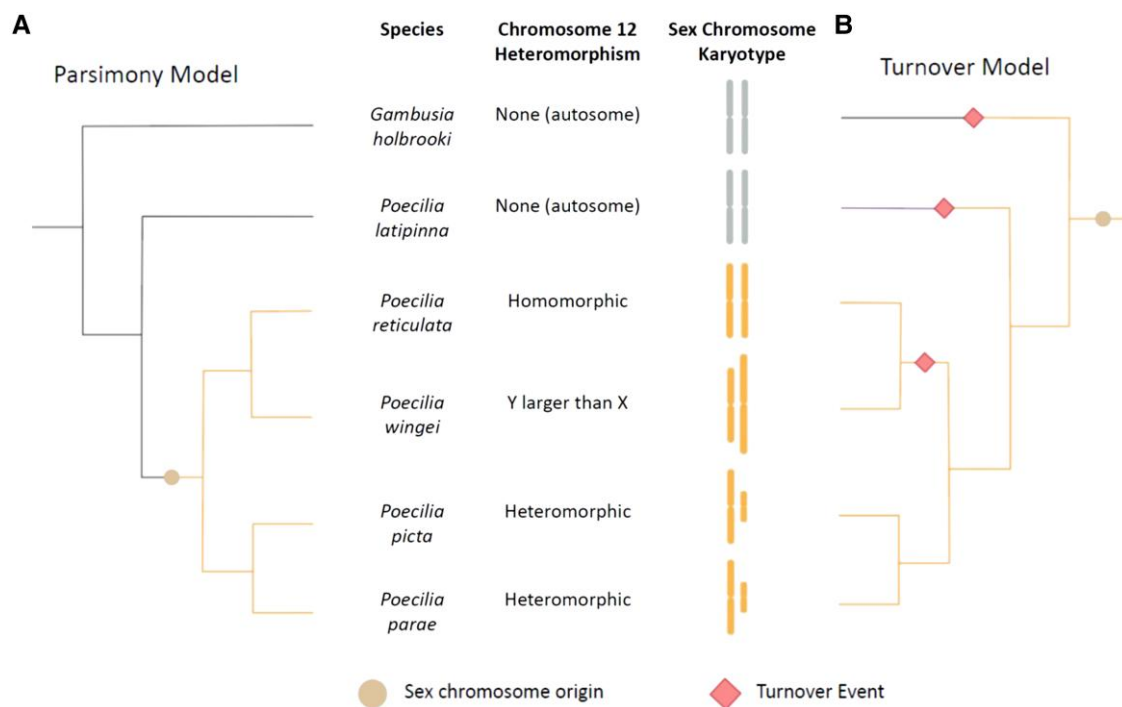 A
Species
Chromosome 12
Heteromorphism
Sex Chromosome
Karyotype
B
Parsimony Model
Turnover Model
Gambusia
holbrooki
None (autosome)
Poecilia
latipinna
None (autosome)
Poecilia
reticulata
Homomorphic
Poecilia
wingei
Y larger than X
Poecilia
picta
Heteromorphic
Poecilia
parae
Heteromorphic
Sex chromosome origin
Turnover Event